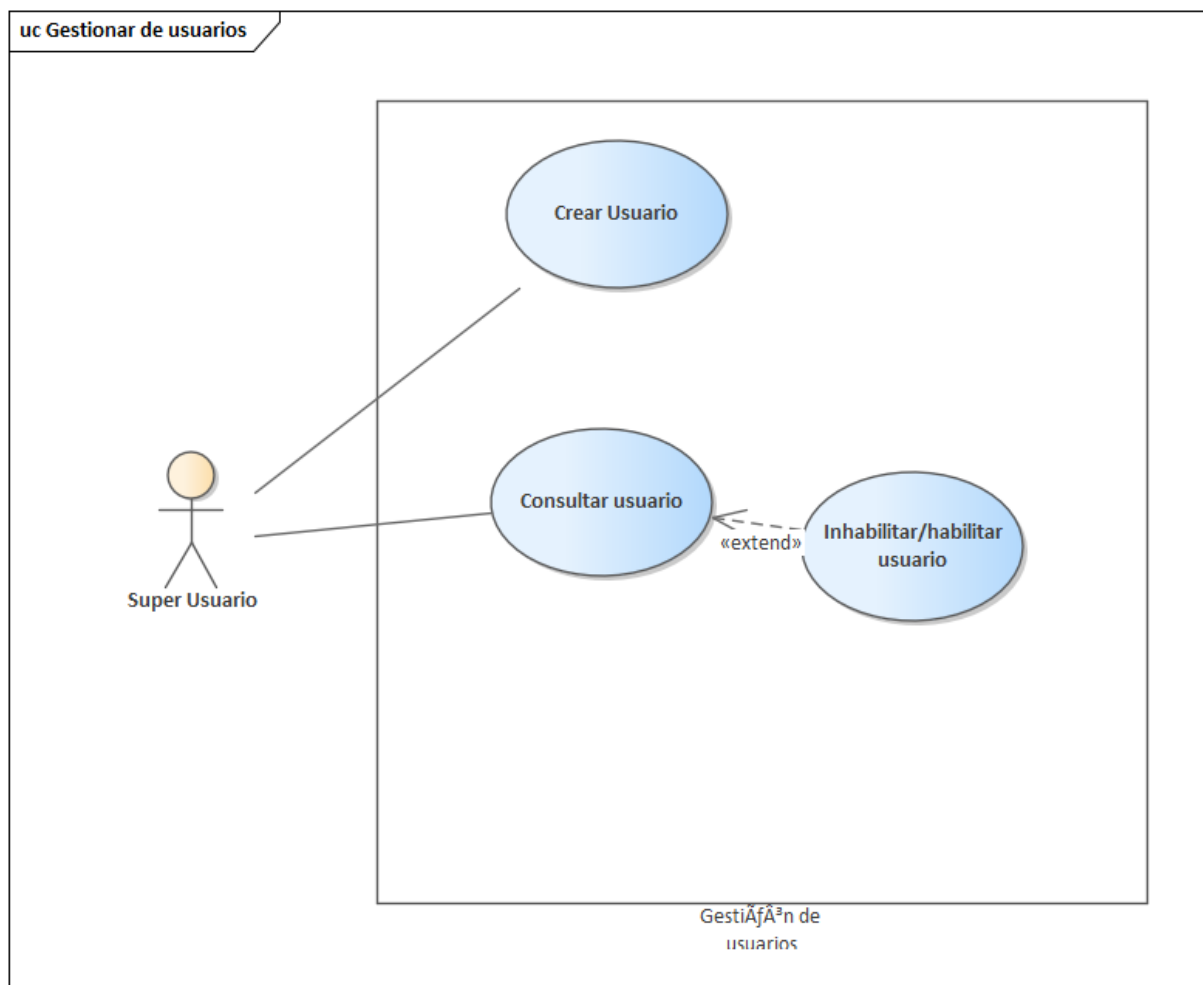 uc Gestionar de usuarios
Crear Usuario
Consultar usuario
«extend»
Inhabilitar/habilitar
usuario
Super Usuario
GestiÃƒÂ³n de
usuarios